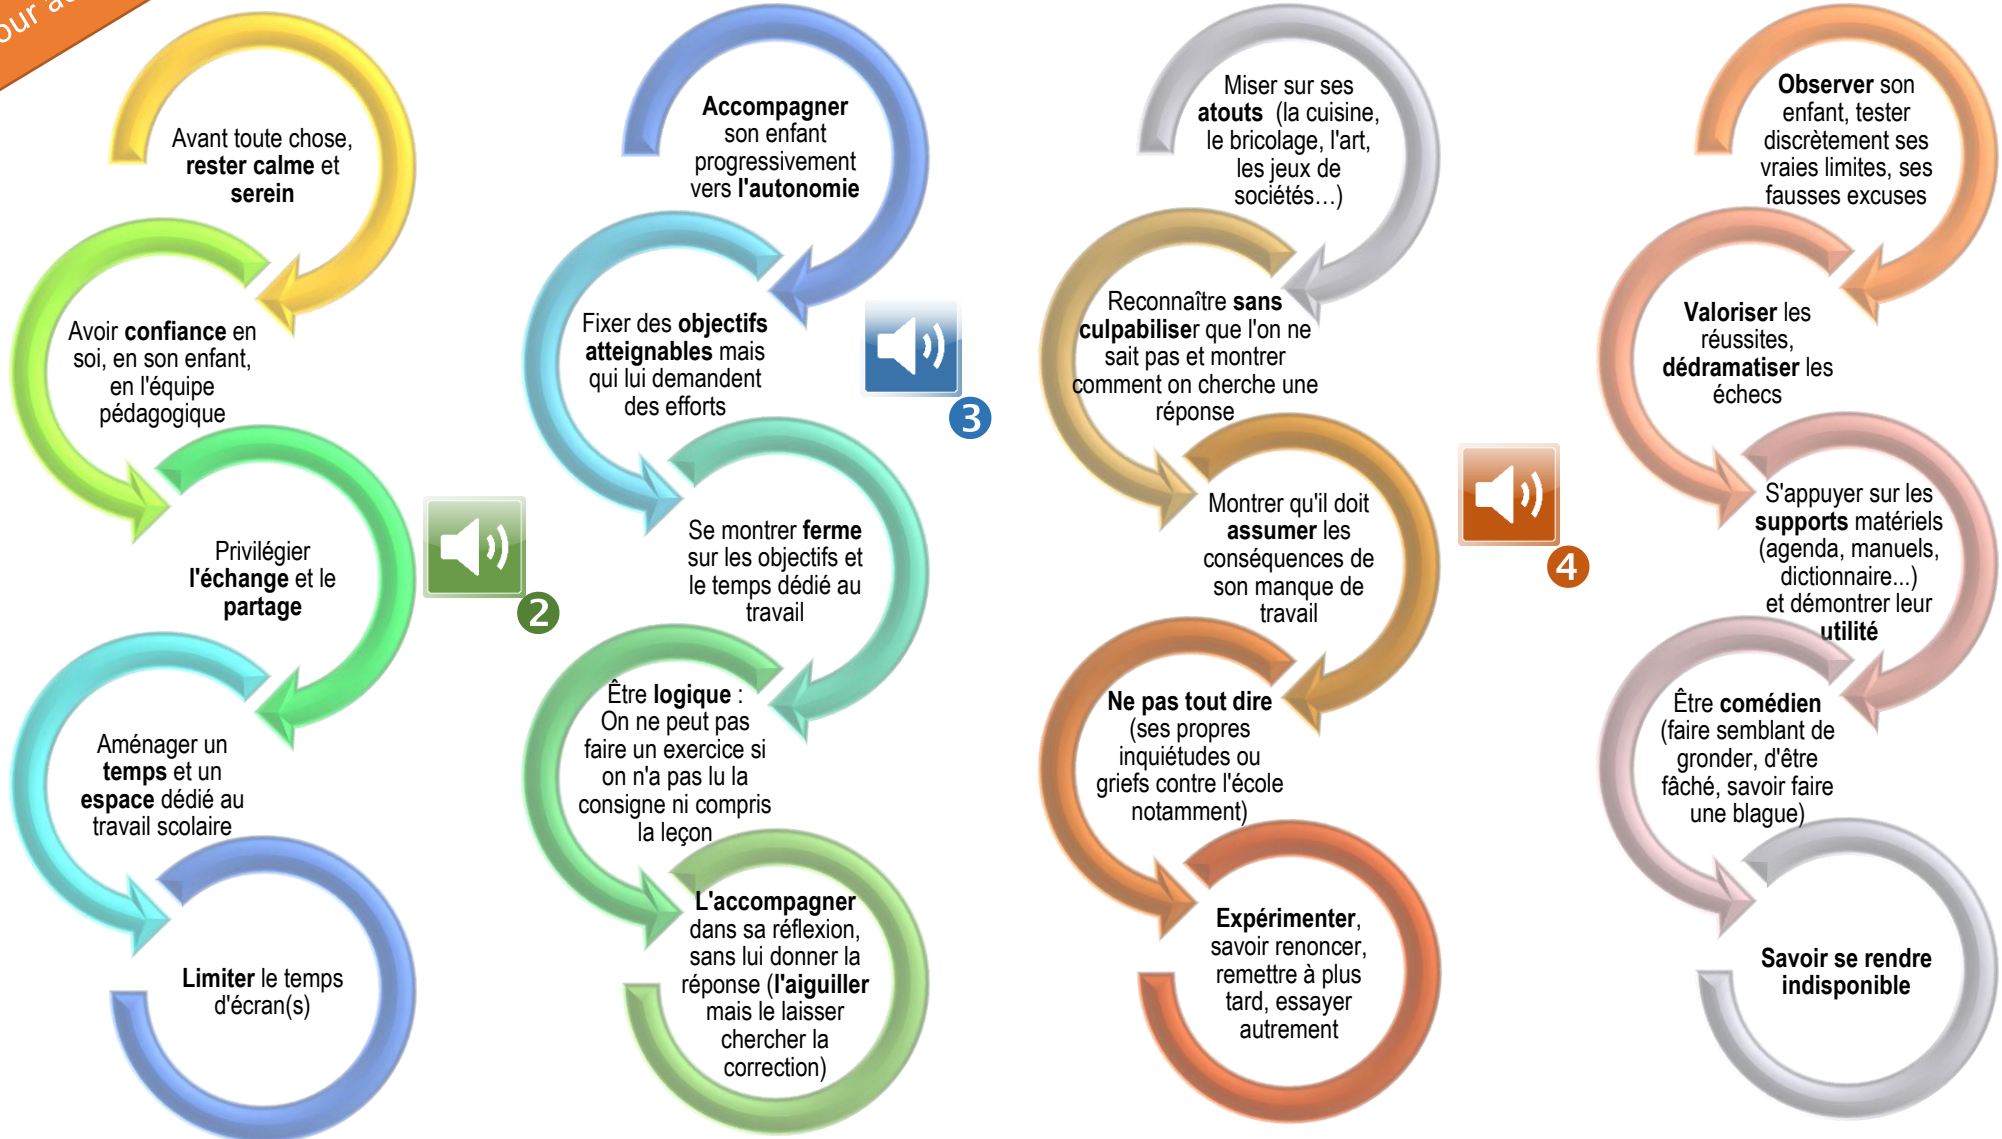 our
Avant toute chose,
rester calme et
serein
Avoir confiance en
soi, en son enfant,
en l'équipe
pédagogique
Privilégier
l'échange et le
partage
Aménager un
temps et un
espace dédié au
travail scolaire
Limiter le temps
d'écran(s)
2
Accompagner
son enfant
progressivement
vers l'autonomie
Fixer des objectifs
atteignables mais
qui lui demandent
des efforts
Se montrer ferme
sur les objectifs et
le temps dédié au
travail
Être logique :
On ne peut pas
faire un exercice si
on n'a pas lu la
consigne ni compris
la leçon
L'accompagner
dans sa réflexion,
sans lui donner la
réponse (l'aiguiller
mais le laisser
chercher la
correction)
3
Miser sur ses
atouts (la cuisine,
le bricolage, l'art,
les jeux de
sociétés…)
Reconnaître sans
culpabiliser que l'on ne
sait pas et montrer
comment on cherche une
réponse
Montrer qu'il doit
assumer les
conséquences de
son manque de
travail
Ne pas tout dire
(ses propres
inquiétudes ou
griefs contre l'école
notamment)
Expérimenter,
savoir renoncer,
remettre à plus
tard, essayer
autrement
4
Observer son
enfant, tester
discrètement ses
vraies limites, ses
fausses excuses
Valoriser les
réussites,
dédramatiser les
échecs
S'appuyer sur les
supports matériels
(agenda, manuels,
dictionnaire...)
et démontrer leur
utilité
Être comédien
(faire semblant de
gronder, d'être
fâché, savoir faire
une blague)
Savoir se rendre
indisponible